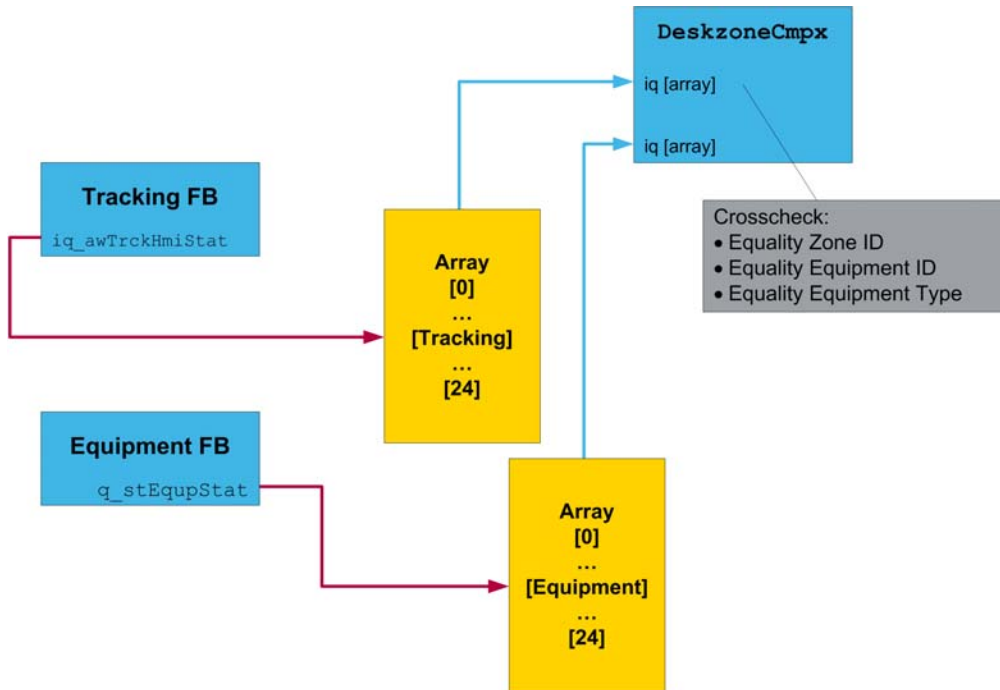 DeskzoneCmpx
iq [array]
iq [array]
Tracking FB
iq_awTrckHmiStat
Crosscheck:
• Equality Zone ID
• Equality Equipment ID
• Equality Equipment Type
Array
[0]
...
[Tracking]
...
[24]
Equipment FB
q_stEqupStat
Array
[0]
...
[Equipment]
...
[24]